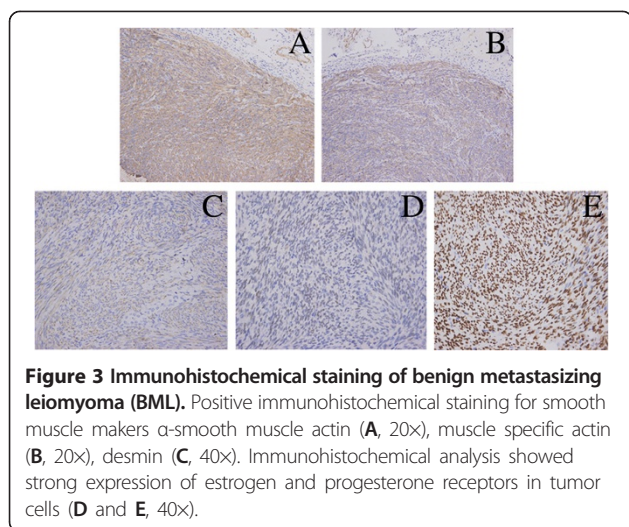 A
B
C
D
E
Figure 3 Immunohistochemical staining of benign metastasizing
leiomyoma (BML). Positive immunohistochemical staining for smooth
muscle makers α-smooth muscle actin (A, 20×), muscle specific actin
(B, 20×), desmin (C, 40×). Immunohistochemical analysis showed
strong expression of estrogen and progesterone receptors in tumor
cells (D and E, 40×).